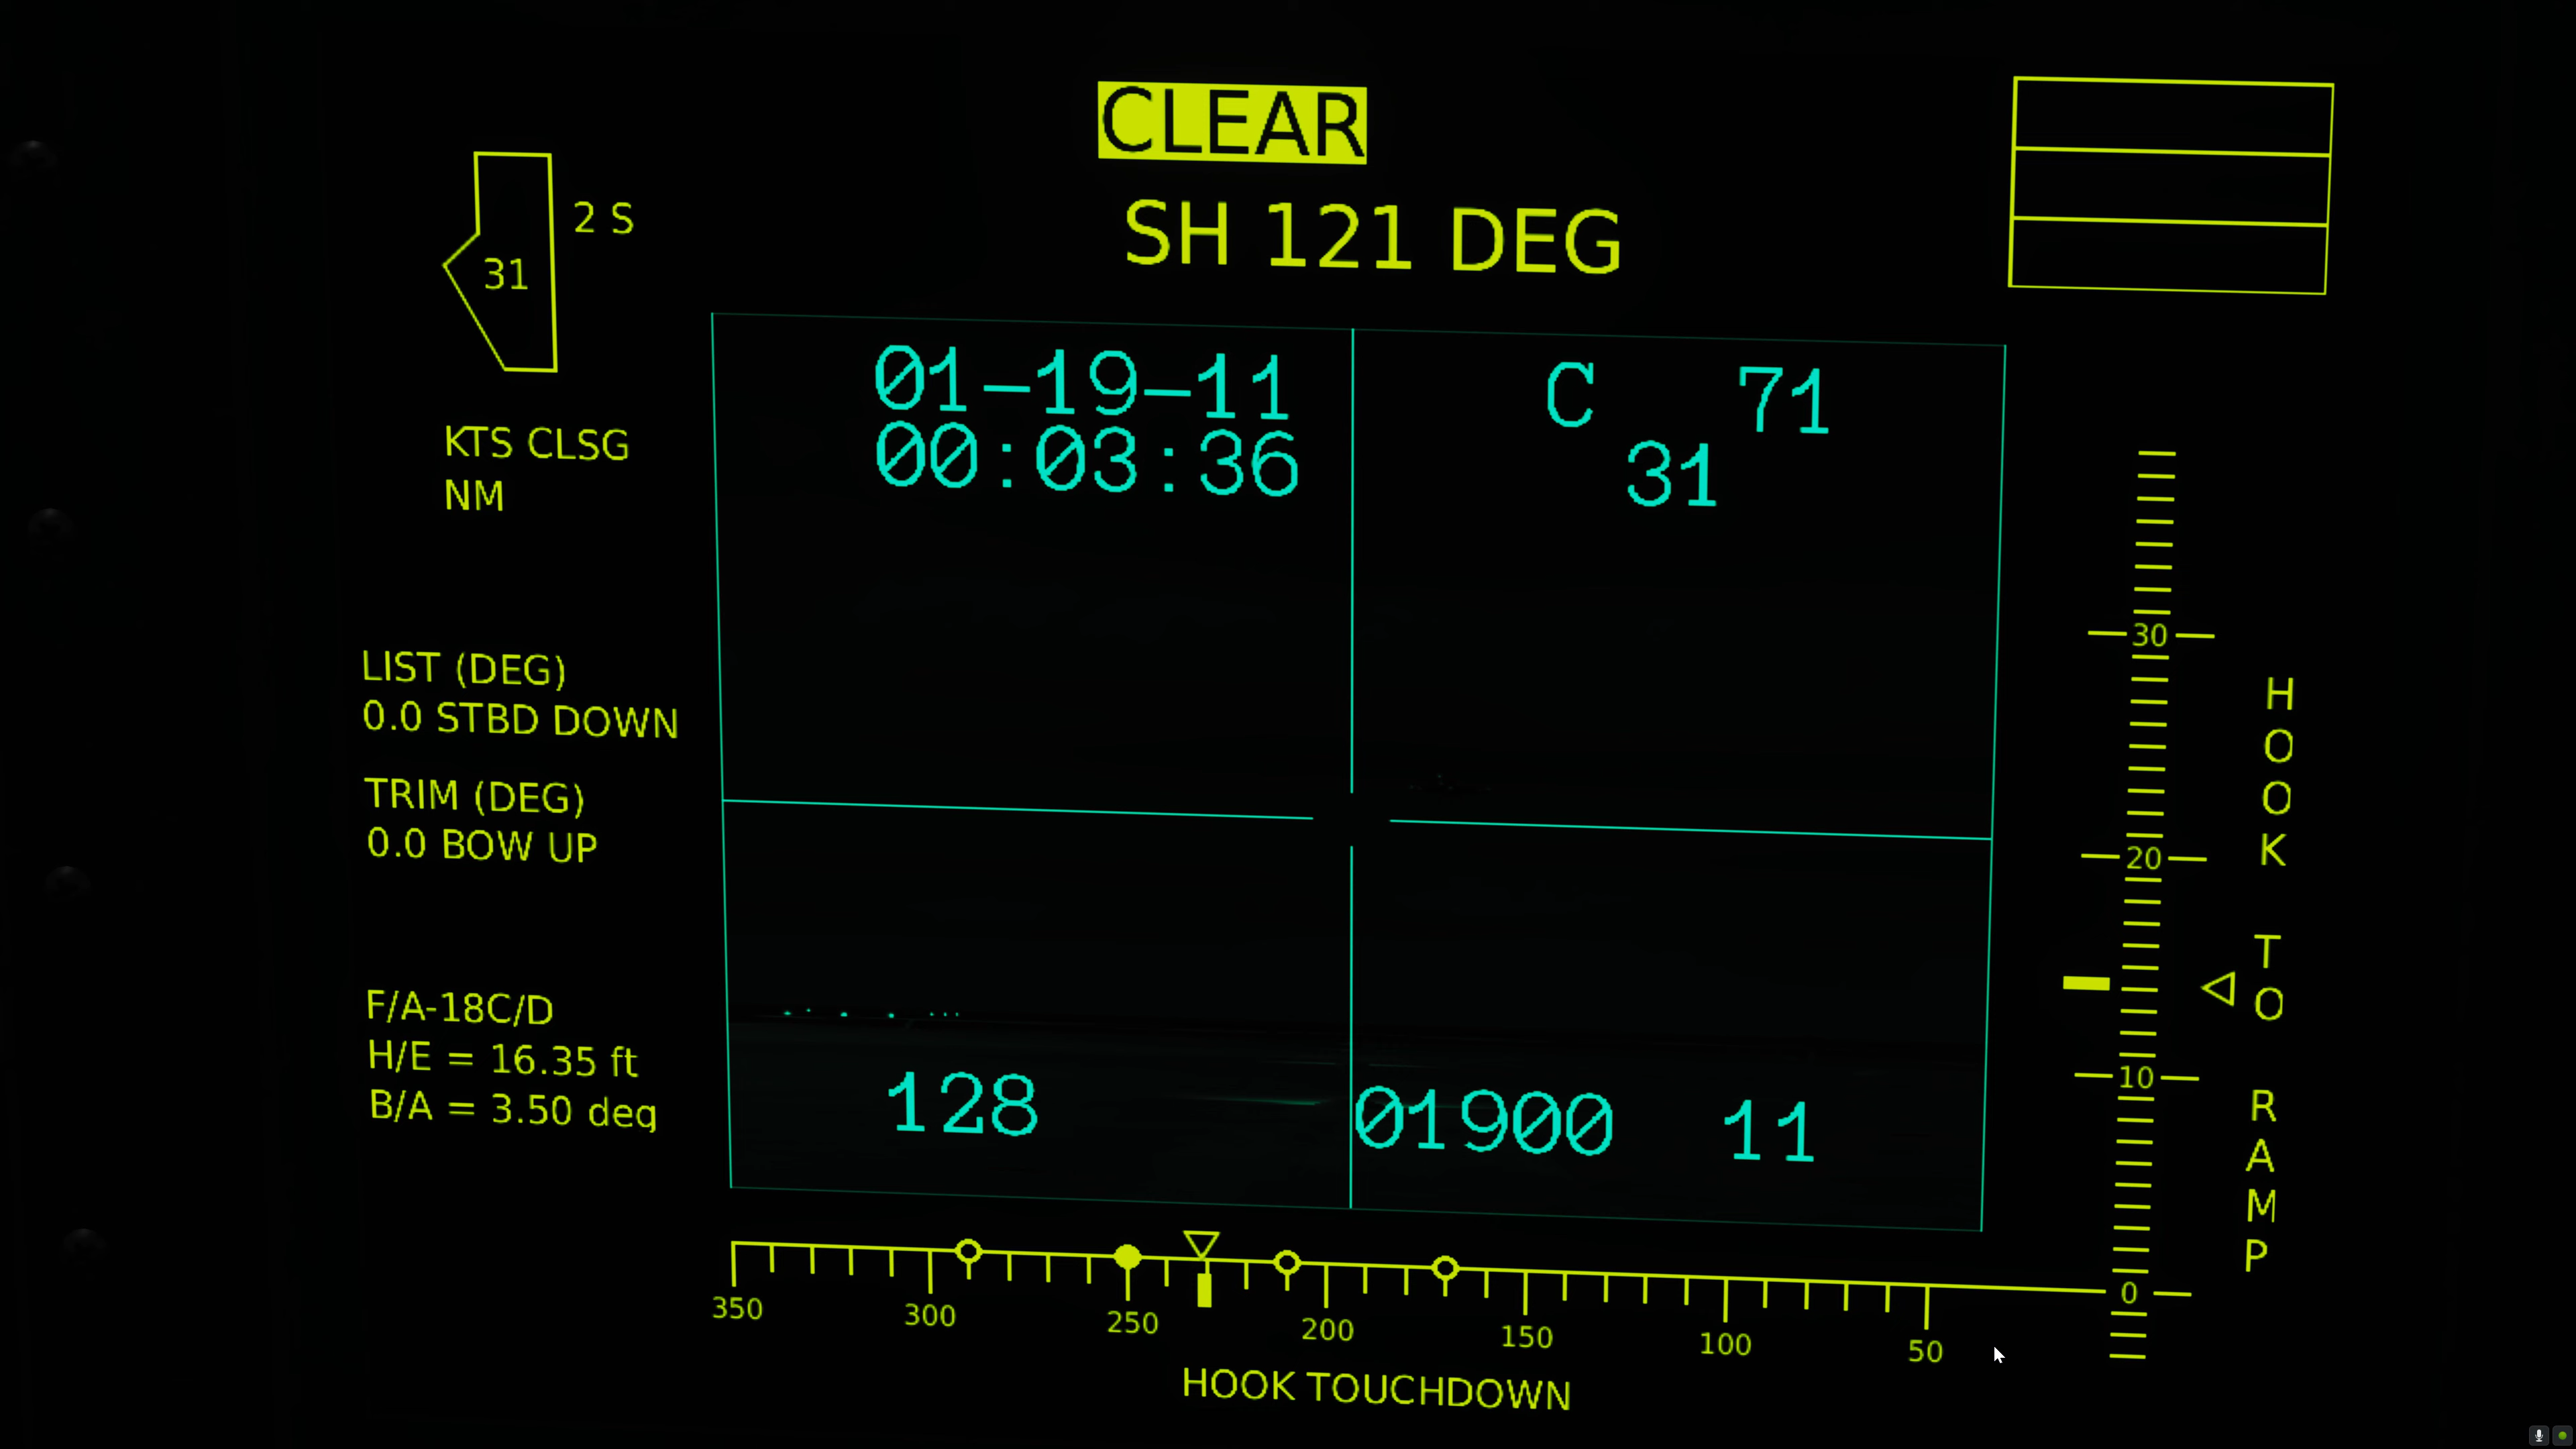 CLEAR
SH 121 DEG
2 S
31
KTS CLSG
NM
LIST (DEG)
0.0 STBD DOWN
TRIM (DEG)
0.0 BOW UP
F/A-18C/D
H/E = 16.35 ft
B/A = 3.50 deg
01-19-11
00:03:36
C 71
31
128
01900 11
30
20
10
0
HOOK TO RAMP
350 300 250 200 150 100 50
HOOK TOUCHDOWN